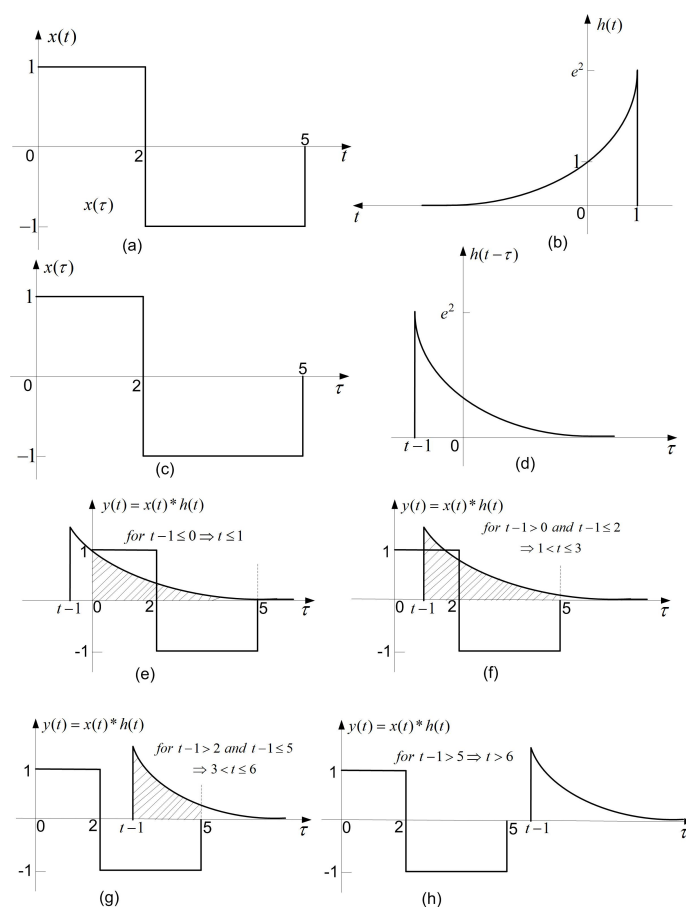 x(t)
1
0
2
5
t
x(τ)
−1
(a)
h(t)
e²
1
0
1
t
(b)
x(τ)
1
0
2
5
τ
−1
(c)
h(t−τ)
e²
t−1
0
τ
(d)
y(t) = x(t)*h(t)
for t−1≤0⇒t≤1
1
t−1
0
2
5
τ
-1
(e)
y(t) = x(t)*h(t)
for t−1>0 and t−1≤2
⇒1<t≤3
1
0
t−1
2
5
τ
-1
(f)
y(t) = x(t)*h(t)
for t−1>2 and t−1≤5
⇒3<t≤6
1
0
2
t−1
5
τ
-1
(g)
y(t) = x(t)*h(t)
for t−1>5⇒t>6
1
0
2
5
t−1
τ
-1
(h)